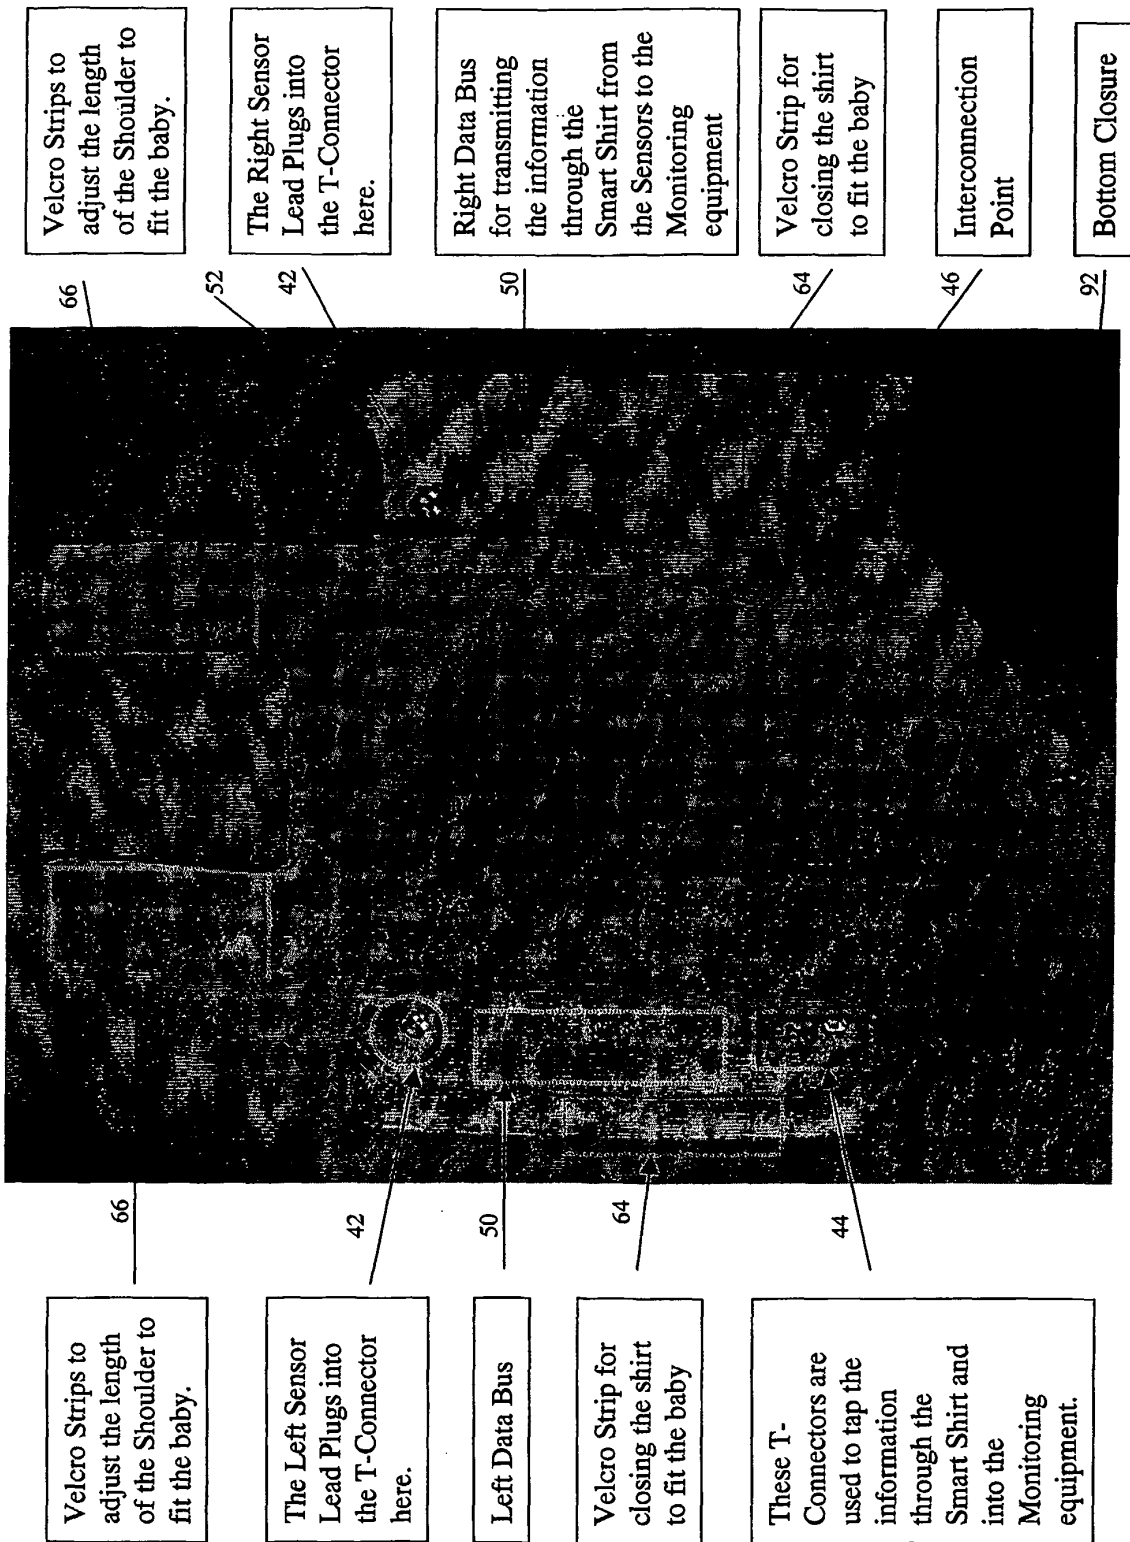 Velcro Strips to
adjust the length
of the Shoulder to
fit the baby.
66
The Left Sensor
Lead Plugs into
the T-Connector
here.
42
Left Data Bus
50
Velcro Strip for
closing the shirt
to fit the baby
64
These T-
Connectors are
used to tap the
information
through the
Smart Shirt and
into the
Monitoring
equipment.
44
Velcro Strips to
adjust the length
of the Shoulder to
fit the baby.
66
52
The Right Sensor
Lead Plugs into
the T-Connector
here.
42
Right Data Bus
for transmitting
the information
through the
Smart Shirt from
the Sensors to the
Monitoring
equipment
50
Velcro Strip for
closing the shirt
to fit the baby
64
Interconnection
Point
46
Bottom Closure
92